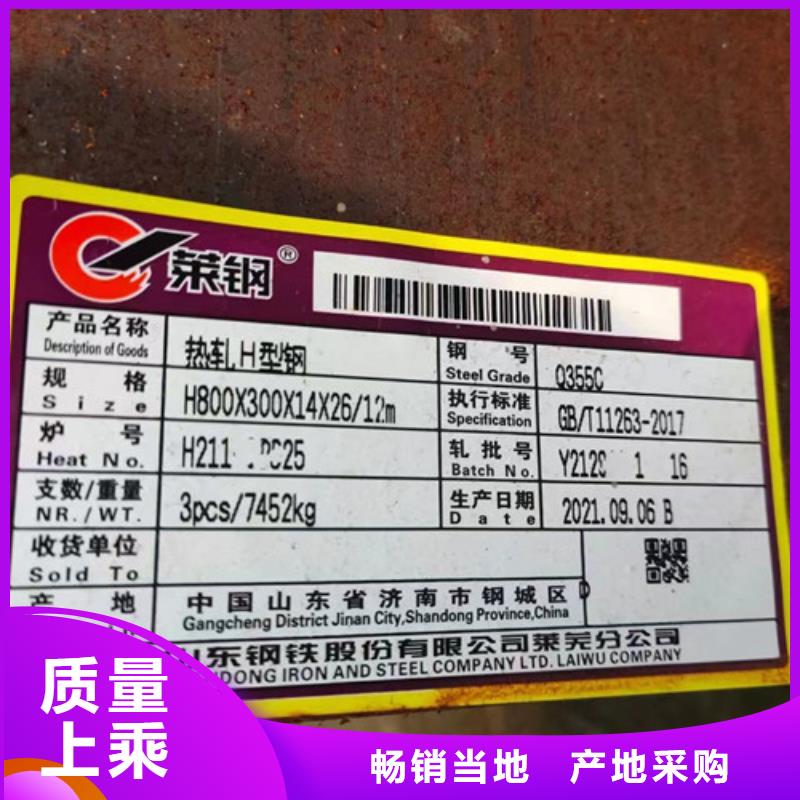 莱钢®
产品名称 热轧H型钢 钢 号 Q355C
Description of Goods Steel Grade
规 格 H800X300X14X26/12m 执行标准 GB/T11263-2017
Size Specification
炉 号 H211 25 轧批号 Y212 1 16
Heat No. Batch No.
支数/重量 3pcs/7452kg 生产日期 2021.09.06 B
NR./WT. Date
收货单位
Sold To
产 地 中国山东省济南市钢城区
Gangcheng District Jinan City,Shandong Province,China
东钢铁股份有限公司莱芜分公司
DONG IRON AND STEEL COMPANY LTD. LAIWU COMPANY
质量
上乘
畅销当地 产地采购